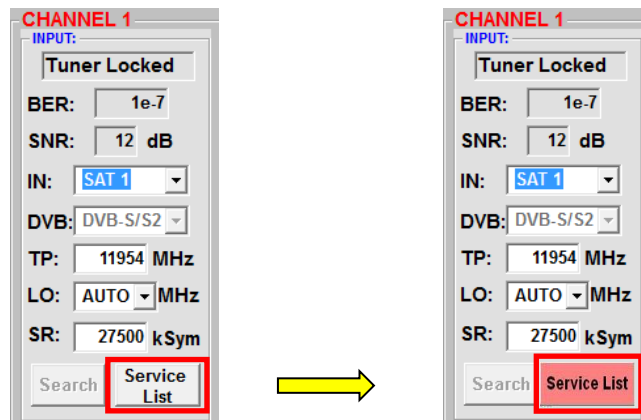 CHANNEL 1
INPUT:
Tuner Locked
BER: 1e-7
SNR: 12 dB
IN: SAT 1
DVB: DVB-S/S2
TP: 11954 MHz
LO: AUTO MHz
SR: 27500 kSym
Search Service
List
CHANNEL 1
INPUT:
Tuner Locked
BER: 1e-7
SNR: 12 dB
IN: SAT 1
DVB: DVB-S/S2
TP: 11954 MHz
LO: AUTO MHz
SR: 27500 kSym
Search Service List